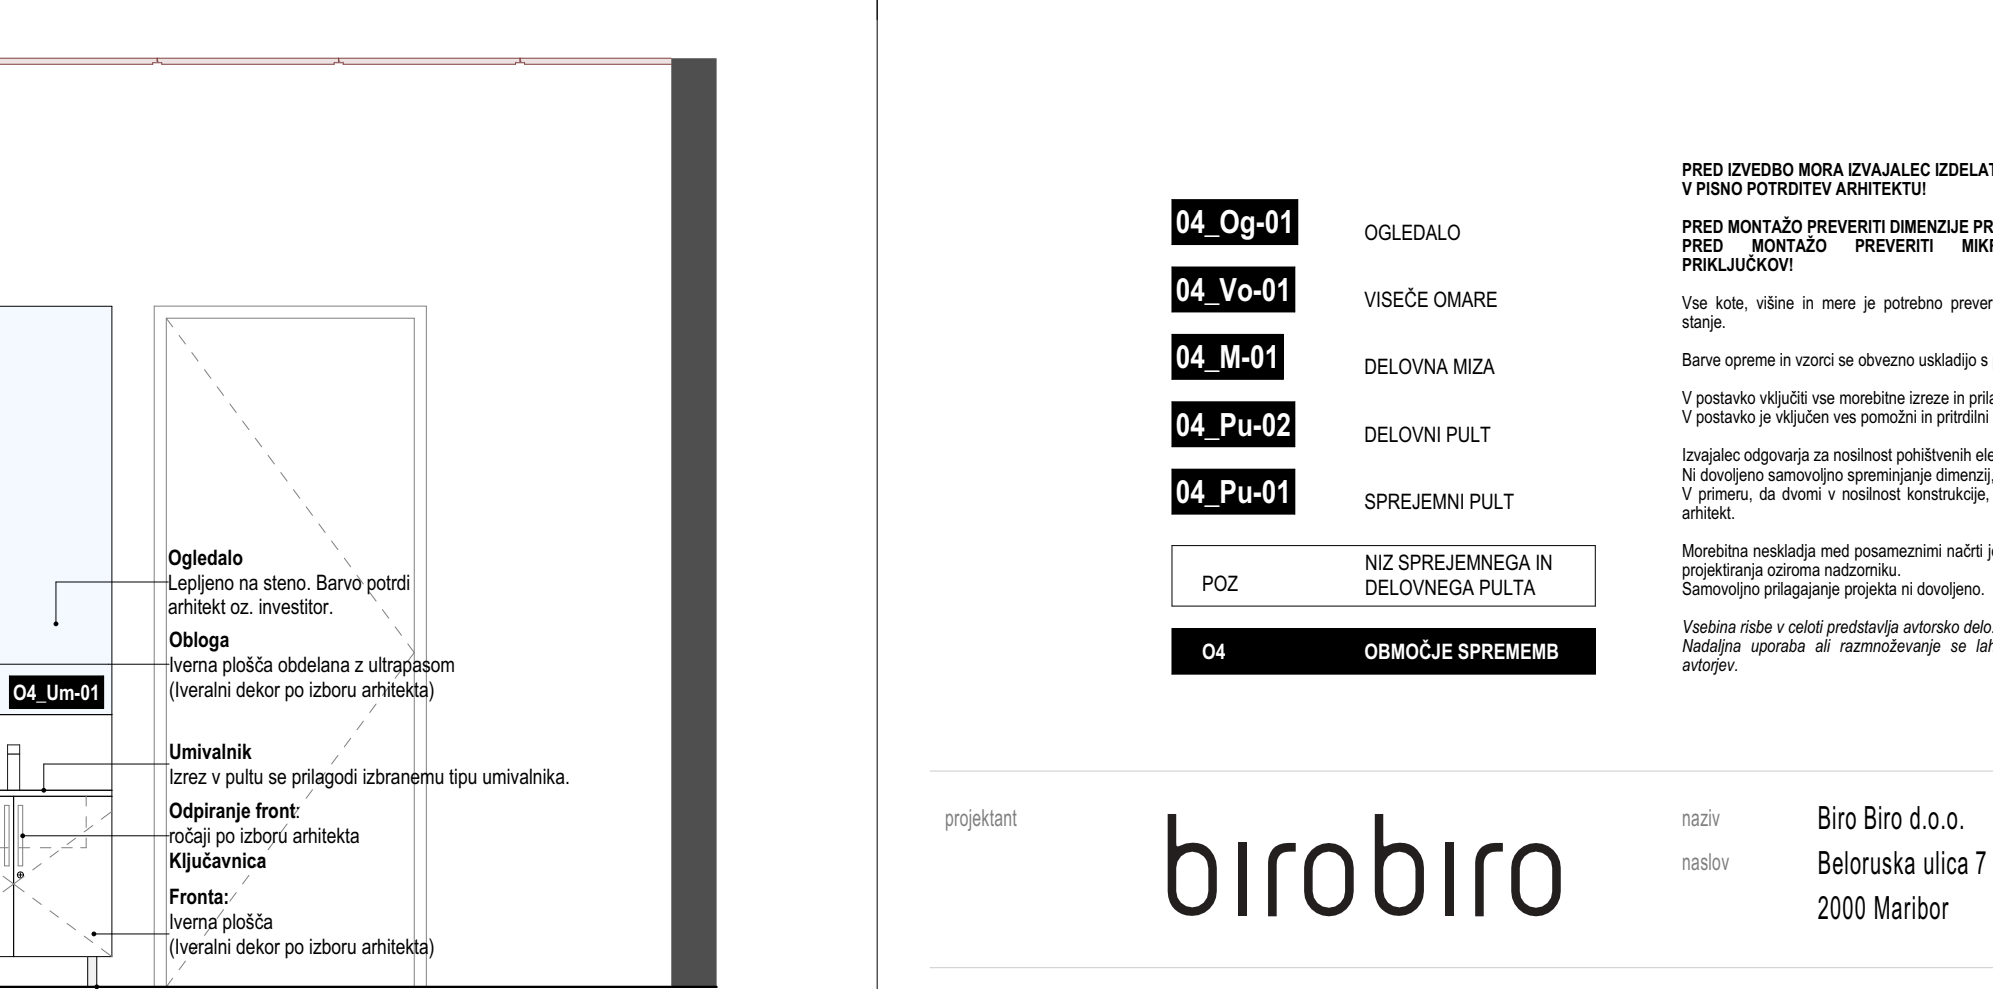 Ogledalo
Lepljeno na steno. Barvo potrdi
arhitekt oz. investitor.
Obloga
Iverna plošča obdelana z ultrapasom
(Iveralni dekor po izboru arhitekta)
O4_Um-01
Umivalnik
Izrez v pultu se prilagodi izbranemu tipu umivalnika.
Odpiranje front:
ročaji po izboru arhitekta
Ključavnica
Fronta:
Iverna plošča
(Iveralni dekor po izboru arhitekta)
04_Og-01 OGLEDALO
04_Vo-01 VISEČE OMARE
04_M-01 DELOVNA MIZA
04_Pu-02 DELOVNI PULT
04_Pu-01 SPREJEMNI PULT
POZ NIZ SPREJEMNEGA IN
DELOVNEGA PULTA
O4 OBMOČJE SPREMEMB
PRED IZVEDBO MORA IZVAJALEC IZDELAT
V PISNO POTRDITEV ARHITEKTU!
PRED MONTAŽO PREVERITI DIMENZIJE PR
PRED MONTAŽO PREVERITI MIK
PRIKLJUČKOV!
Vse kote, višine in mere je potrebno prever
stanje.
Barve opreme in vzorci se obvezno uskladijo s
V postavko vključiti vse morebitne izreze in prila
V postavko je vključen ves pomožni in pritrdilni
Izvajalec odgovarja za nosilnost pohištvenih ele
Ni dovoljeno samovoljno spreminjanje dimenzij,
V primeru, da dvomi v nosilnost konstrukcije,
arhitekt.
Morebitna neskladja med posameznimi načrti je
projektiranja oziroma nadzorniku.
Samovoljno prilagajanje projekta ni dovoljeno.
Vsebina risbe v celoti predstavlja avtorsko delo.
Nadaljna uporaba ali razmnoževanje se lah
avtorjev.
projektant
birobiro
naziv Biro Biro d.o.o.
naslov Beloruska ulica 7
2000 Maribor